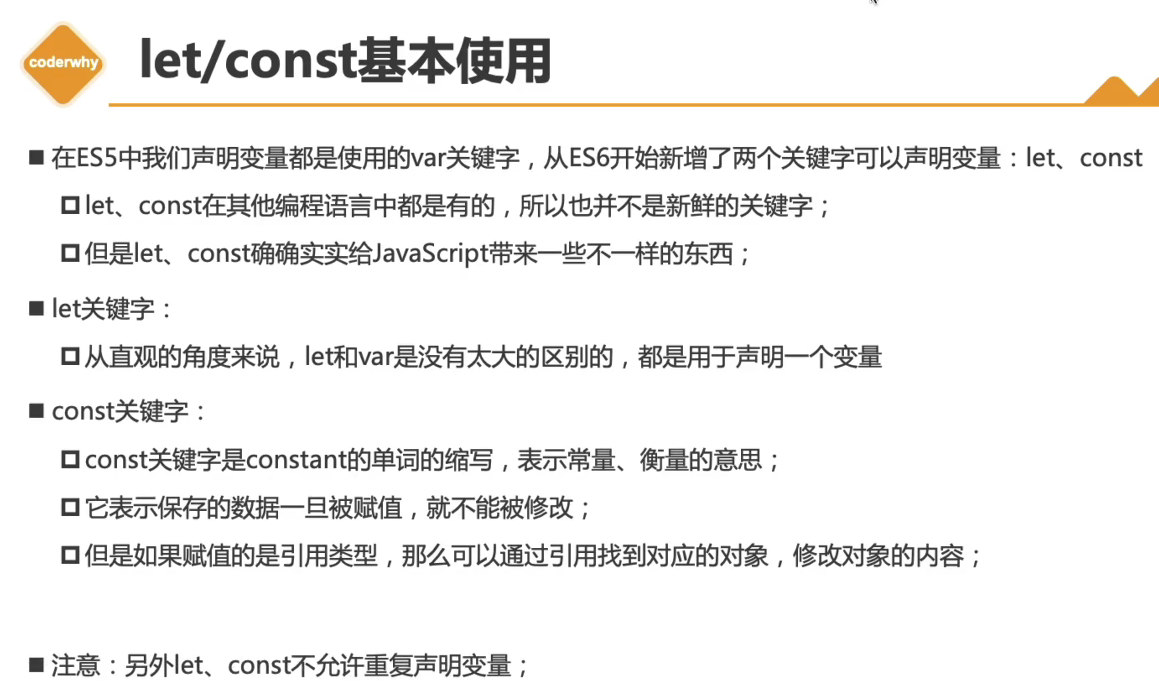 coderwhy
let/const基本使用
■ 在ES5中我们声明变量都是使用的var关键字，从ES6开始新增了两个关键字可以声明变量：let、const
let、const在其他编程语言中都是有的，所以也并不是新鲜的关键字；
但是let、const确确实实给JavaScript带来一些不一样的东西；
■ let关键字：
从直观的角度来说，let和var是没有太大的区别的，都是用于声明一个变量
■ const关键字：
const关键字是constant的单词的缩写，表示常量、衡量的意思；
它表示保存的数据一旦被赋值，就不能被修改；
但是如果赋值的是引用类型，那么可以通过引用找到对应的对象，修改对象的内容；
■ 注意：另外let、const不允许重复声明变量；